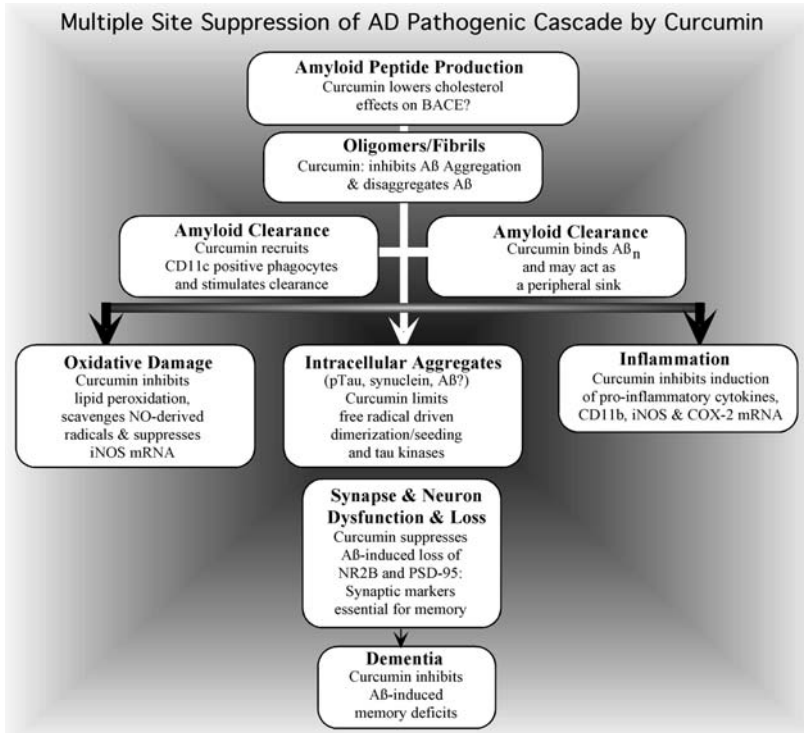 Multiple Site Suppression of AD Pathogenic Cascade by Curcumin
Amyloid Peptide Production
Curcumin lowers cholesterol
effects on BACE?
Oligomers/Fibrils
Curcumin: inhibits Aß Aggregation
& disaggregates Aß
Amyloid Clearance
Curcumin recruits
CD11c positive phagocytes
and stimulates clearance
Amyloid Clearance
Curcumin binds Aßn
and may act as
a peripheral sink
Oxidative Damage
Curcumin inhibits
lipid peroxidation,
scavenges NO-derived
radicals & suppresses
iNOS mRNA
Intracellular Aggregates
(pTau, synuclein, Aß?)
Curcumin limits
free radical driven
dimerization/seeding
and tau kinases
Inflammation
Curcumin inhibits induction
of pro-inflammatory cytokines,
CD11b, iNOS & COX-2 mRNA
Synapse & Neuron
Dysfunction & Loss
Curcumin suppresses
Aß-induced loss of
NR2B and PSD-95:
Synaptic markers
essential for memory
Dementia
Curcumin inhibits
Aß-induced
memory deficits